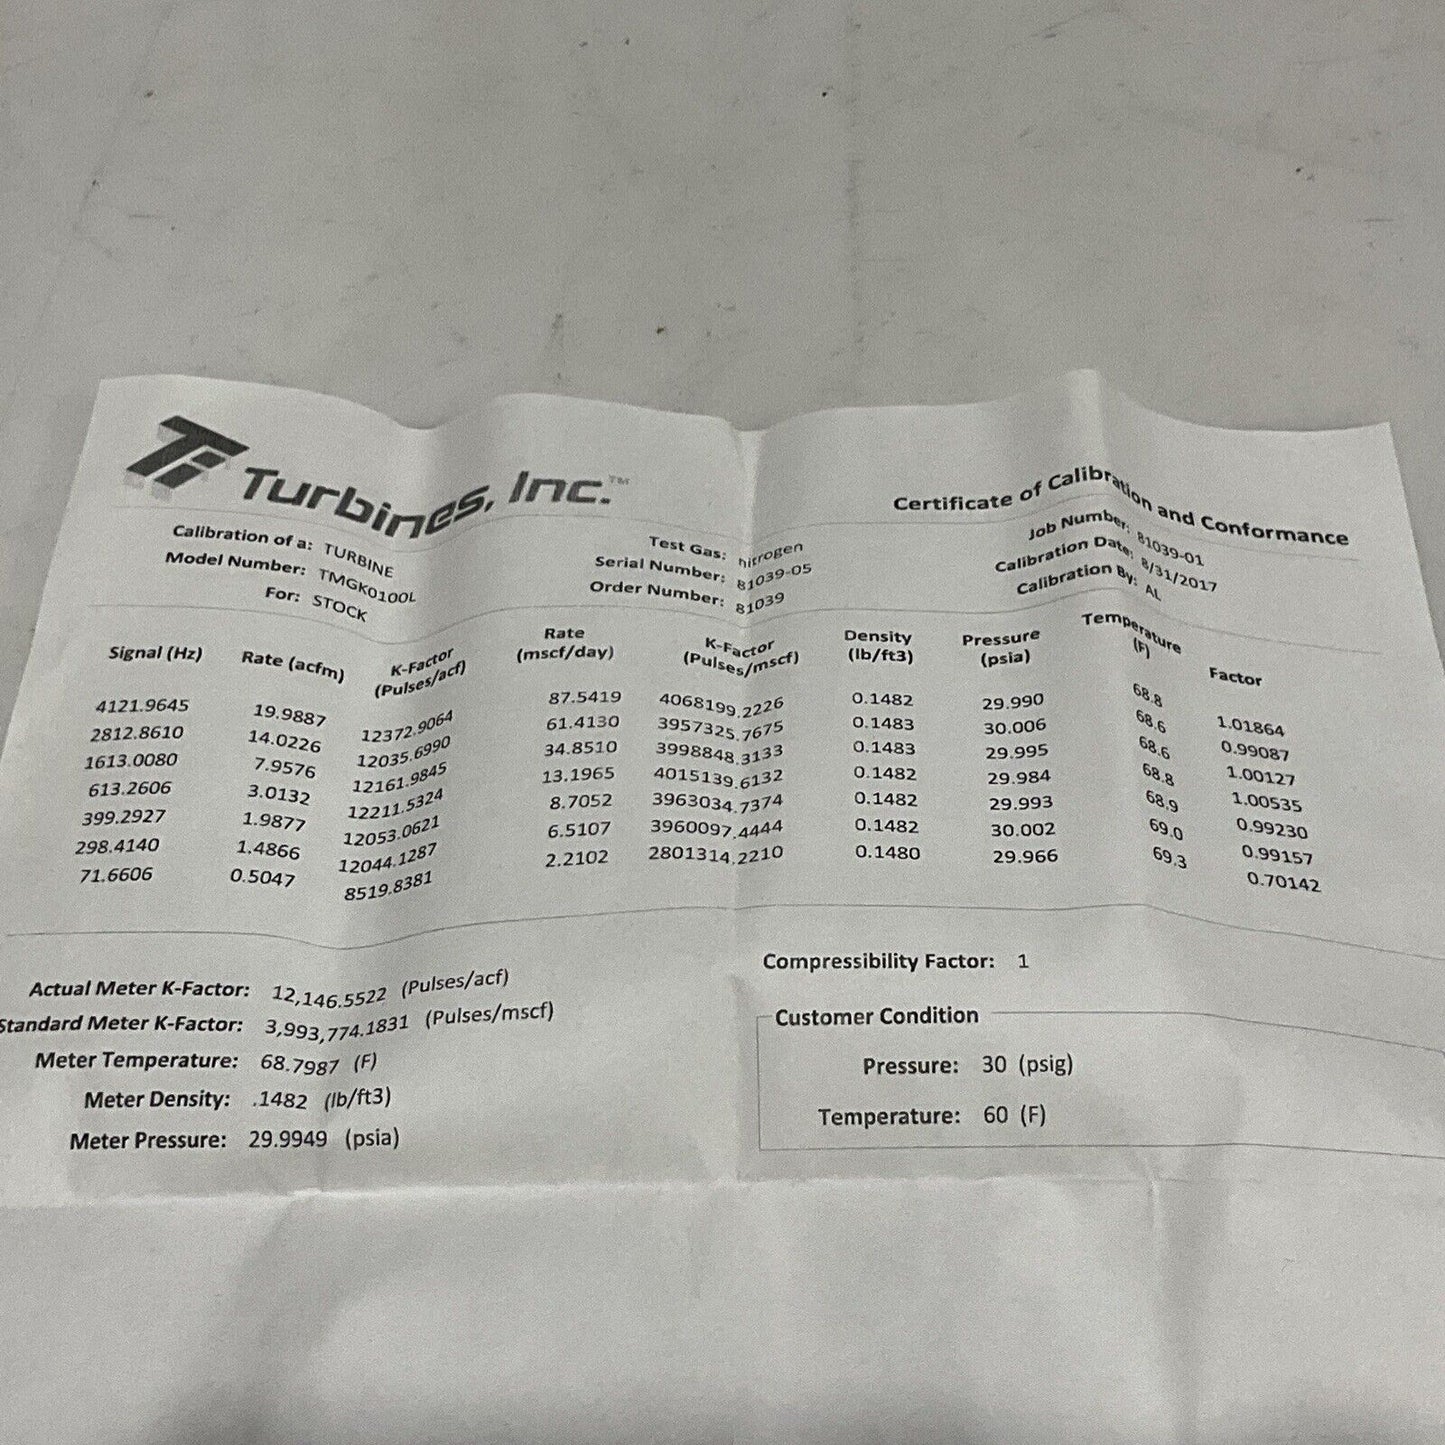 Turbines, Inc.™
Certificate of Calibration and Conformance
Calibration of a: TURBINE
Model Number: TMGK0100L
For: STOCK
Test Gas: nitrogen
Serial Number: 81039-05
Order Number: 81039
Job Number: 81039-01
Calibration Date: 8/31/2017
Calibration By: AL
Signal (Hz) Rate (acfm) K-Factor (Pulses/acf) Rate (mscf/day) K-Factor (Pulses/mscf) Density (lb/ft3) Pressure (psia) Temperature (F) Factor
4121.9645 19.9887 12372.9064 87.5419 4068199.2226 0.1482 29.990 68.8 1.01864
2812.8610 14.0226 12035.6990 61.4130 3957325.7675 0.1483 30.006 68.6 0.99087
1613.0080 7.9576 12161.9845 34.8510 3998848.3133 0.1483 29.995 68.6 1.00127
613.2606 3.0132 12211.5324 13.1965 4015139.6132 0.1482 29.984 68.8 1.00535
399.2927 1.9877 12053.0621 8.7052 3963034.7374 0.1482 29.993 68.9 0.99230
298.4140 1.4866 12044.1287 6.5107 3960097.4444 0.1482 30.002 69.0 0.99157
71.6606 0.5047 8519.8381 2.2102 2801314.2210 0.1480 29.966 69.3 0.70142
Actual Meter K-Factor: 12,146.5522 (Pulses/acf)
Standard Meter K-Factor: 3,993,774.1831 (Pulses/mscf)
Meter Temperature: 68.7987 (F)
Meter Density: .1482 (lb/ft3)
Meter Pressure: 29.9949 (psia)
Compressibility Factor: 1
Customer Condition
Pressure: 30 (psig)
Temperature: 60 (F)